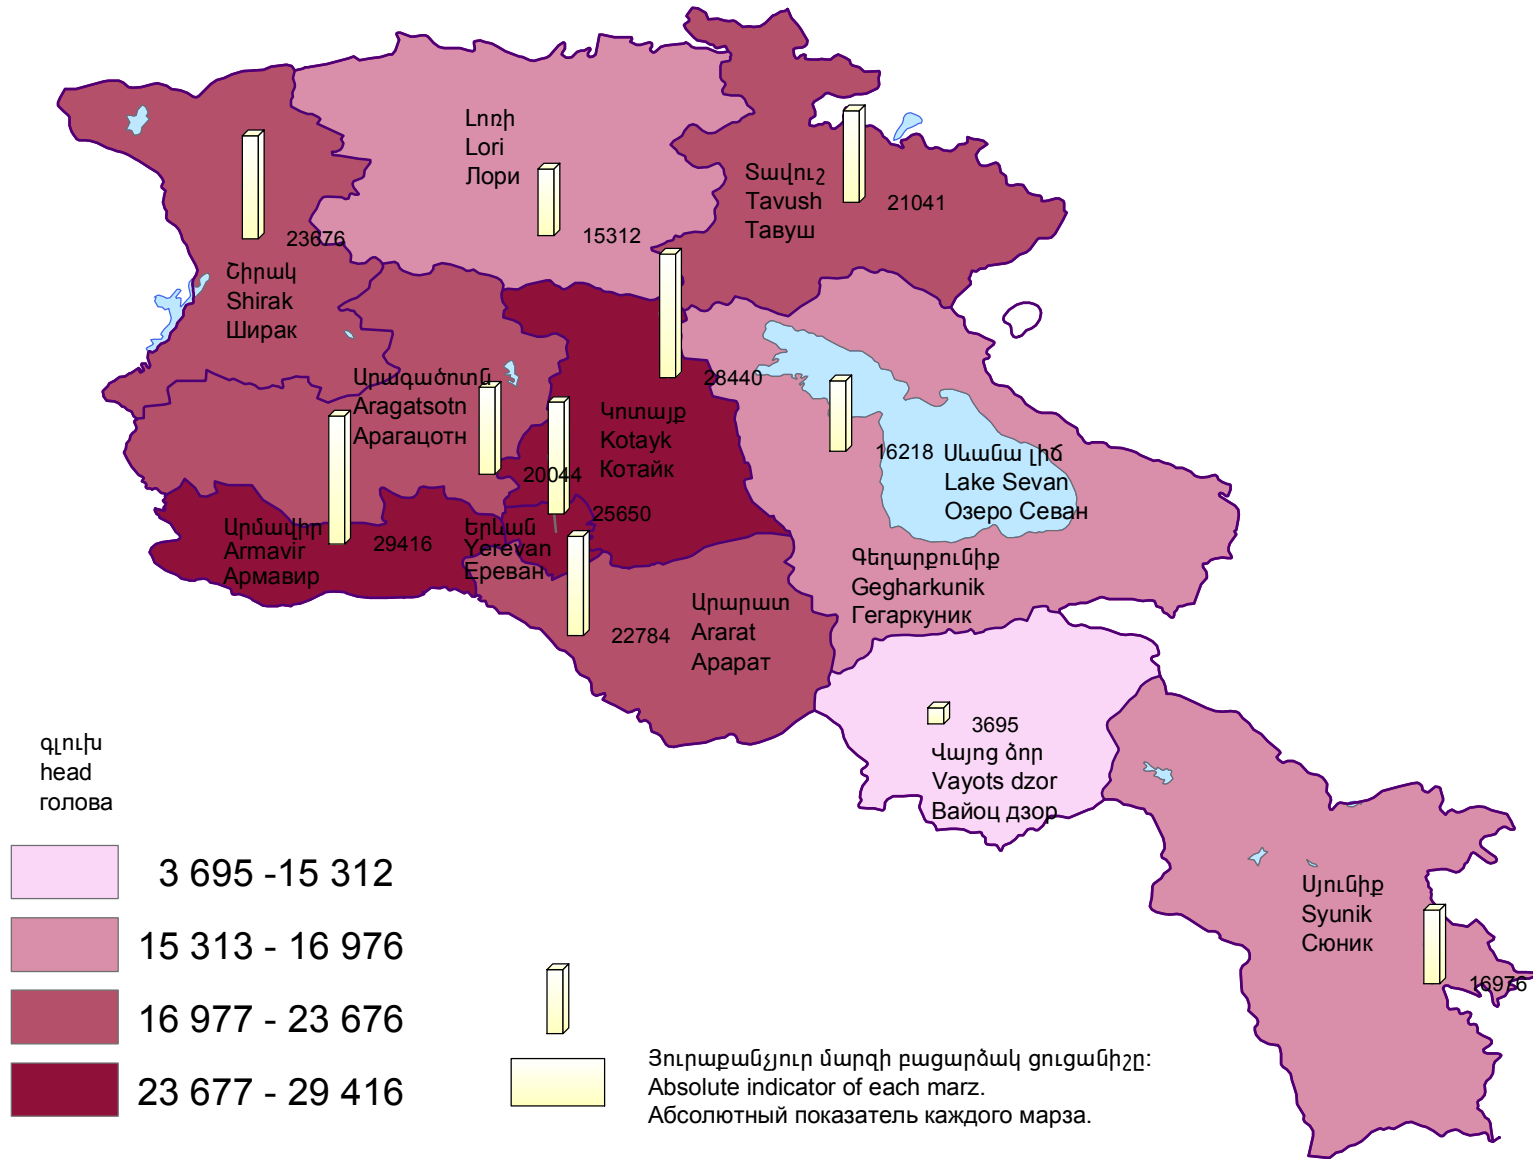 Լոռի
Lori
Лори
15312
Տավուշ
Tavush
Тавуш
21041
23676
Շիրակ
Shirak
Ширак
Արագածոտն
Aragatsotn
Арагацотн
20044
28440
Կոտայք
Kotayk
Котайк
16218
Սևանա լիճ
Lake Sevan
Озеро Севан
Արմավիր
Armavir
Армавир
29416
25650
Երևան
Yerevan
Ереван
Գեղարքունիք
Gegharkunik
Гегаркуник
22784
Արարատ
Ararat
Арарат
3695
Վայոց ձոր
Vayots dzor
Вайоц дзор
Սյունիք
Syunik
Сюник
16976
գլուխ
head
голова
3 695 -15 312
15 313 - 16 976
16 977 - 23 676
23 677 - 29 416
Յուրաքանչյուր մարզի բացարձակ ցուցանիշը:
Absolute indicator of each marz.
Абсолютный показатель каждого марза.